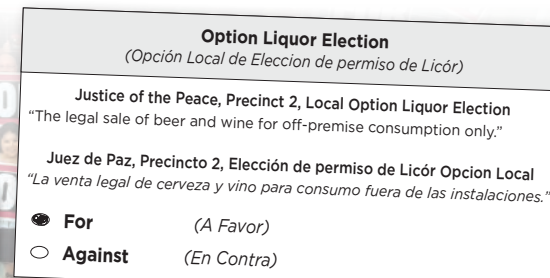 Option Liquor Election
(Opción Local de Eleccion de permiso de Licór)
Justice of the Peace, Precinct 2, Local Option Liquor Election
“The legal sale of beer and wine for off-premise consumption only.”
Juez de Paz, Precincto 2, Elección de permiso de Licór Opcion Local
“La venta legal de cerveza y vino para consumo fuera de las instalaciones.”
For (A Favor)
Against (En Contra)